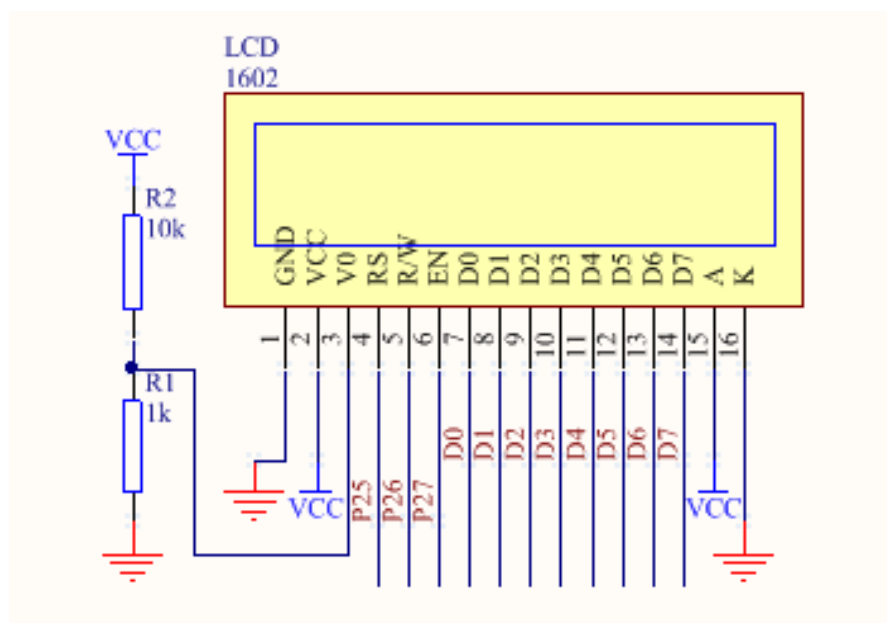 LCD
1602
VCC
R2
10k
R1
1k
GND
VCC
V0
RS
R/W
EN
D0
D1
D2
D3
D4
D5
D6
D7
A
K
1
2
3
4
5
6
7
8
9
10
11
12
13
14
15
16
D0
D1
D2
D3
D4
D5
D6
D7
P25
P26
P27
VCC
VCC